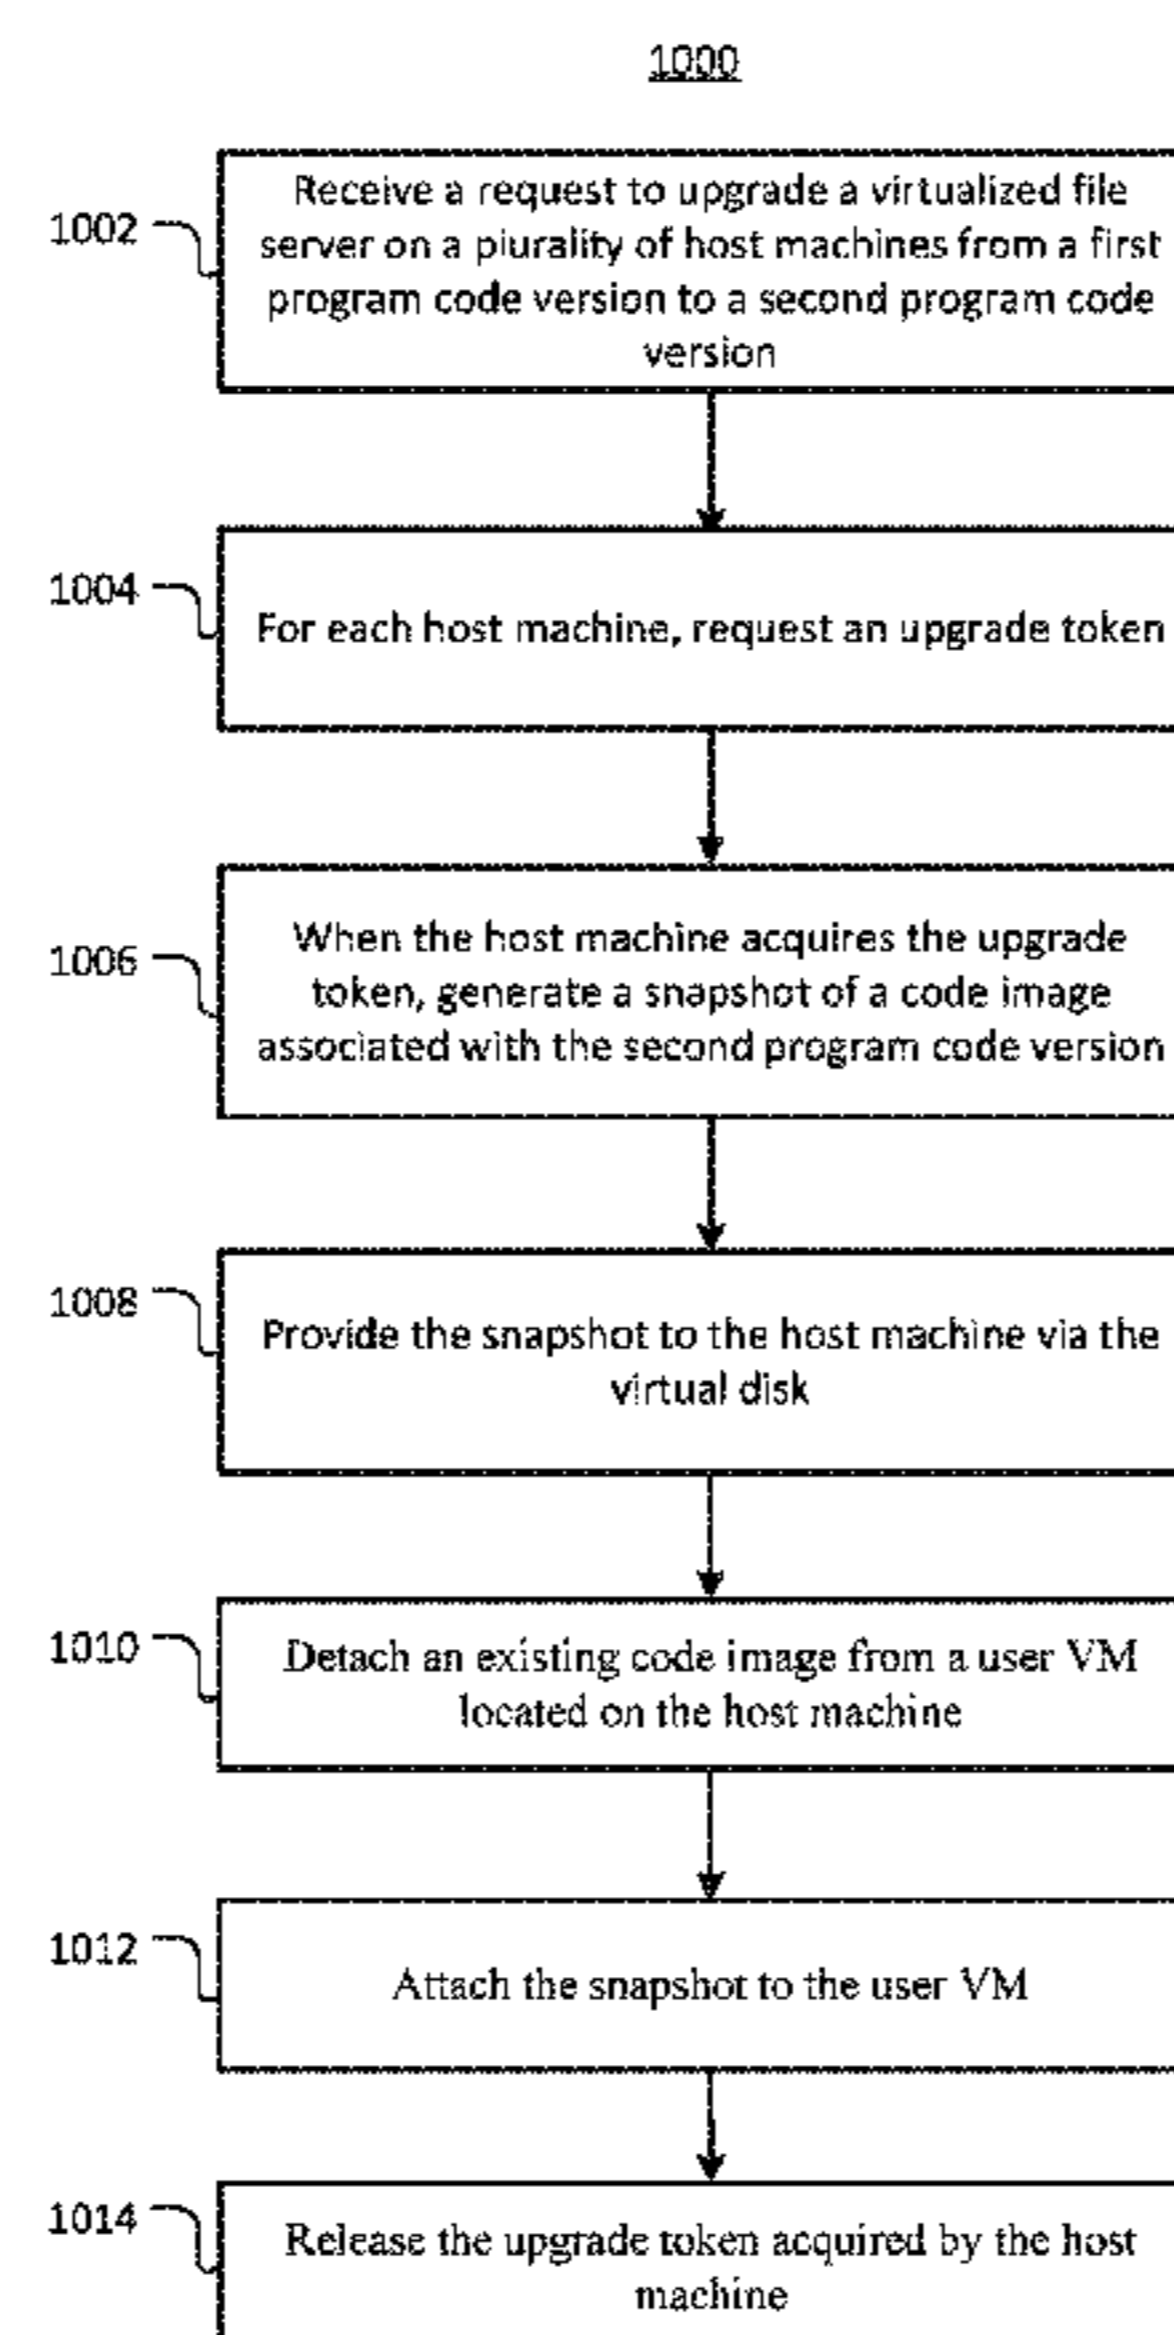 1000
1002
Receive a request to upgrade a virtualized file
server on a plurality of host machines from a first
program code version to a second program code
version
1004
For each host machine, request an upgrade token
1006
When the host machine acquires the upgrade
token, generate a snapshot of a code image
associated with the second program code version
1008
Provide the snapshot to the host machine via the
virtual disk
1010
Detach an existing code image from a user VM
located on the host machine
1012
Attach the snapshot to the user VM
1014
Release the upgrade token acquired by the host
machine